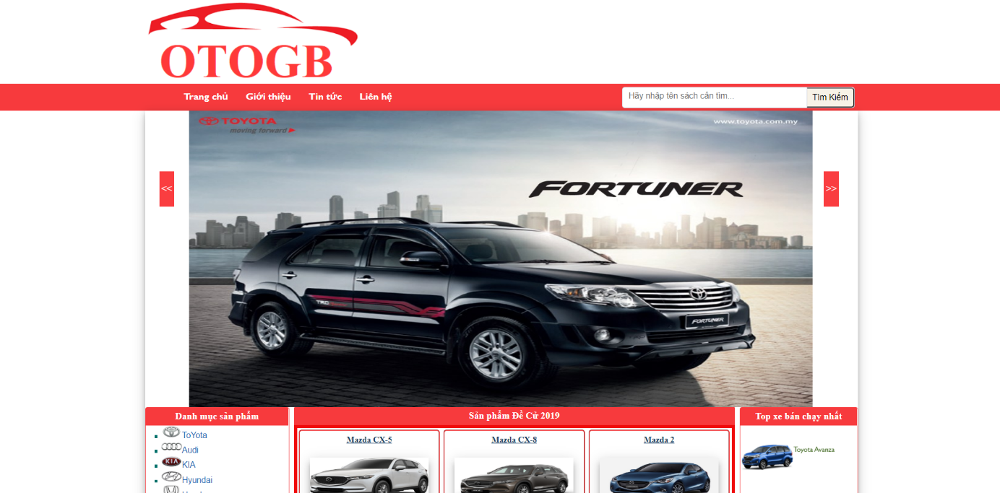 OTOGB
Trang chủ Giới thiệu Tin tức Liên hệ
Hãy nhập tên sách cần tìm... Tìm Kiếm
TOYOTA
moving forward
www.toyota.com.my
<<
>>
FORTUNER
TRD
FORTUNER
Danh mục sản phẩm
ToYota
Audi
KIA KIA
Hyundai
Sản phẩm Đề Cử 2019
Mazda CX-5
Mazda CX-8
Mazda 2
Top xe bán chạy nhất
Toyota Avanza